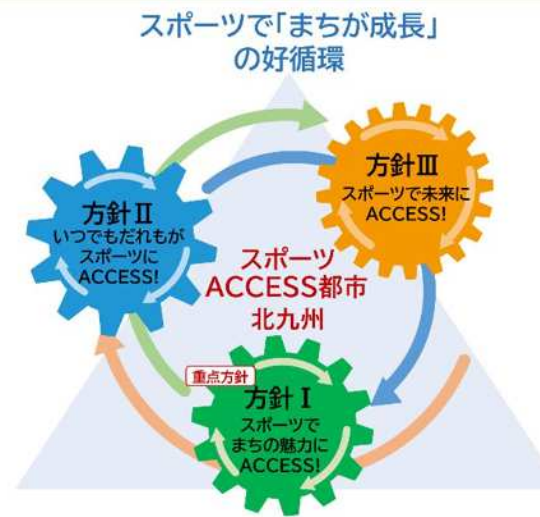 スポーツで「まちが成長」
の好循環
方針Ⅱ
いつでもだれもが
スポーツに
ACCESS!
方針Ⅲ
スポーツで未来に
ACCESS!
スポーツ
ACCESS都市
北九州
重点方針
方針Ⅰ
スポーツで
まちの魅力に
ACCESS!